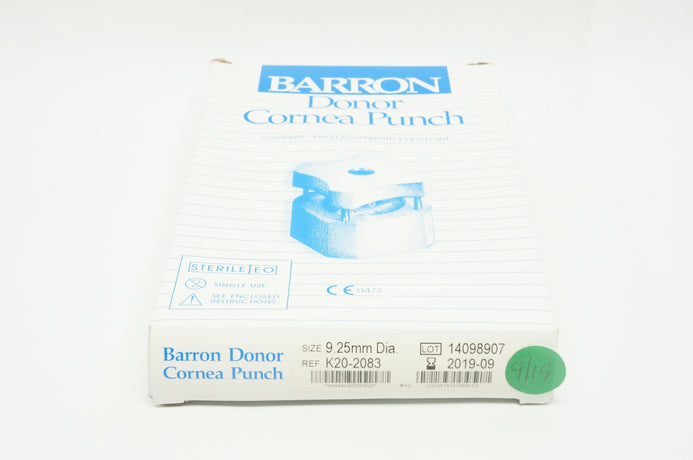 BARRON
Donor
Cornea Punch
contains one (1) complete punch set
STERILE EO
SINGLE USE
SEE ENCLOSED
INSTRUCTIONS
CE 0473
Barron Donor
Cornea Punch
SIZE 9.25mm Dia.
REF K20-2083
LOT 14098907
2019-09
9/19